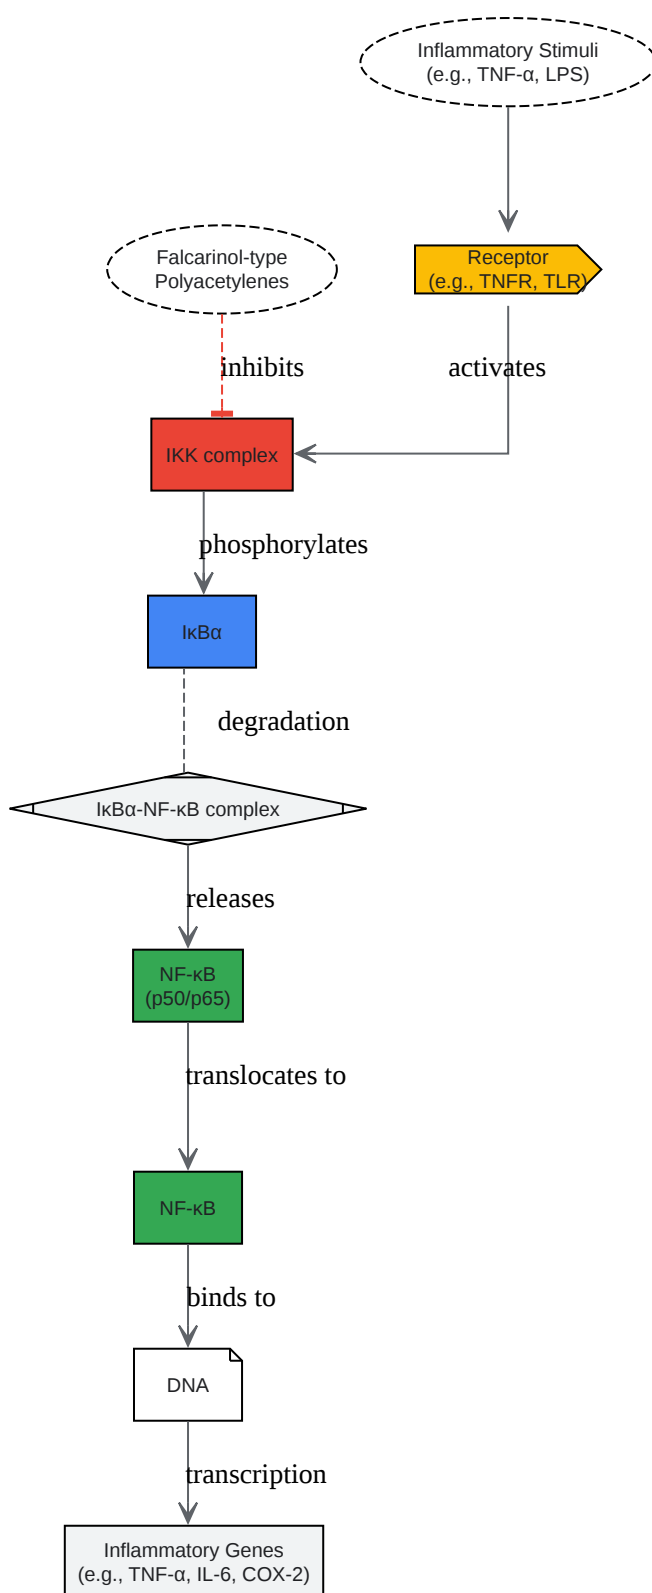 Inflammatory Stimuli
(e.g., TNF-α, LPS)
Falcarinol-type
Polyacetylenes
Receptor
(e.g., TNFR, TLR)
inhibits
activates
IKK complex
phosphorylates
IκBα
degradation
IκBα-NF-κB complex
releases
NF-κB
(p50/p65)
translocates to
NF-κB
binds to
DNA
transcription
Inflammatory Genes
(e.g., TNF-α, IL-6, COX-2)